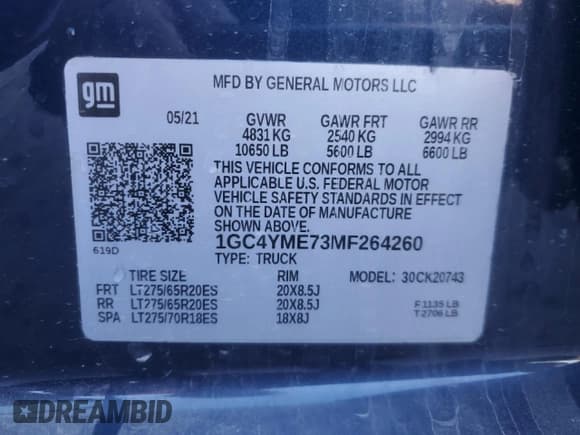 gm
MFD BY GENERAL MOTORS LLC
05/21 GVWR GAWR FRT GAWR RR
4831 KG 2540 KG 2994 KG
10650 LB 5600 LB 6600 LB
THIS VEHICLE CONFORMS TO ALL
APPLICABLE U.S. FEDERAL MOTOR
VEHICLE SAFETY STANDARDS IN EFFECT
ON THE DATE OF MANUFACTURE
SHOWN ABOVE.
1GC4YME73MF264260
619D TYPE: TRUCK
TIRE SIZE RIM MODEL: 30CK20743
FRT LT275/65R20ES 20X8.5J
RR LT275/65R20ES 20X8.5J F 1135 LB
SPA LT275/70R18ES 18X8J T 2706 LB
DREAMBID